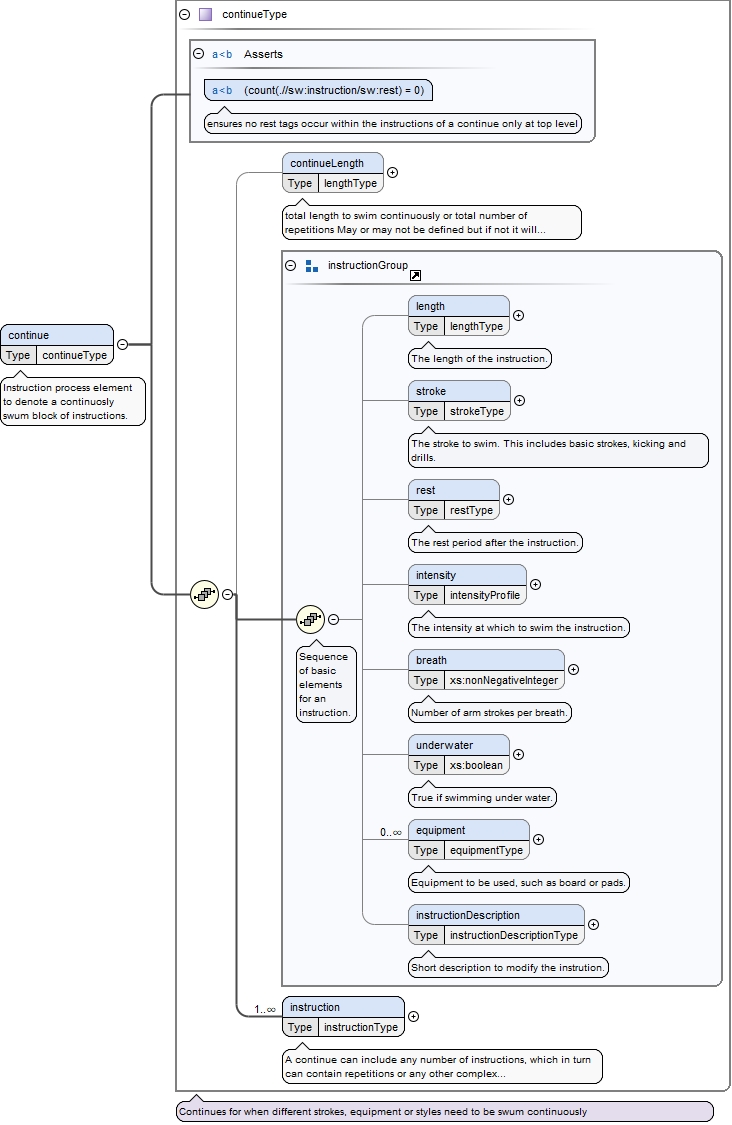 continueType
a<b Asserts
a<b (count(.//sw:instruction/sw:rest) = 0)
ensures no rest tags occur within the instructions of a continue only at top level
continueLength
Type lengthType
total length to swim continuously or total number of
repetitions May or may not be defined but if not it will...
instructionGroup
continue
Type continueType
Instruction process element
to denote a continuosly
swum block of instructions.
length
Type lengthType
The length of the instruction.
stroke
Type strokeType
The stroke to swim. This includes basic strokes, kicking and
drills.
rest
Type restType
The rest period after the instruction.
intensity
Type intensityProfile
The intensity at which to swim the instruction.
Sequence
of basic
elements
for an
instruction.
breath
Type xs:nonNegativeInteger
Number of arm strokes per breath.
underwater
Type xs:boolean
True if swimming under water.
0..∞ equipment
Type equipmentType
Equipment to be used, such as board or pads.
instructionDescription
Type instructionDescriptionType
Short description to modify the instrution.
1..∞ instruction
Type instructionType
A continue can include any number of instructions, which in turn
can contain repetitions or any other complex...
Continues for when different strokes, equipment or styles need to be swum continuously